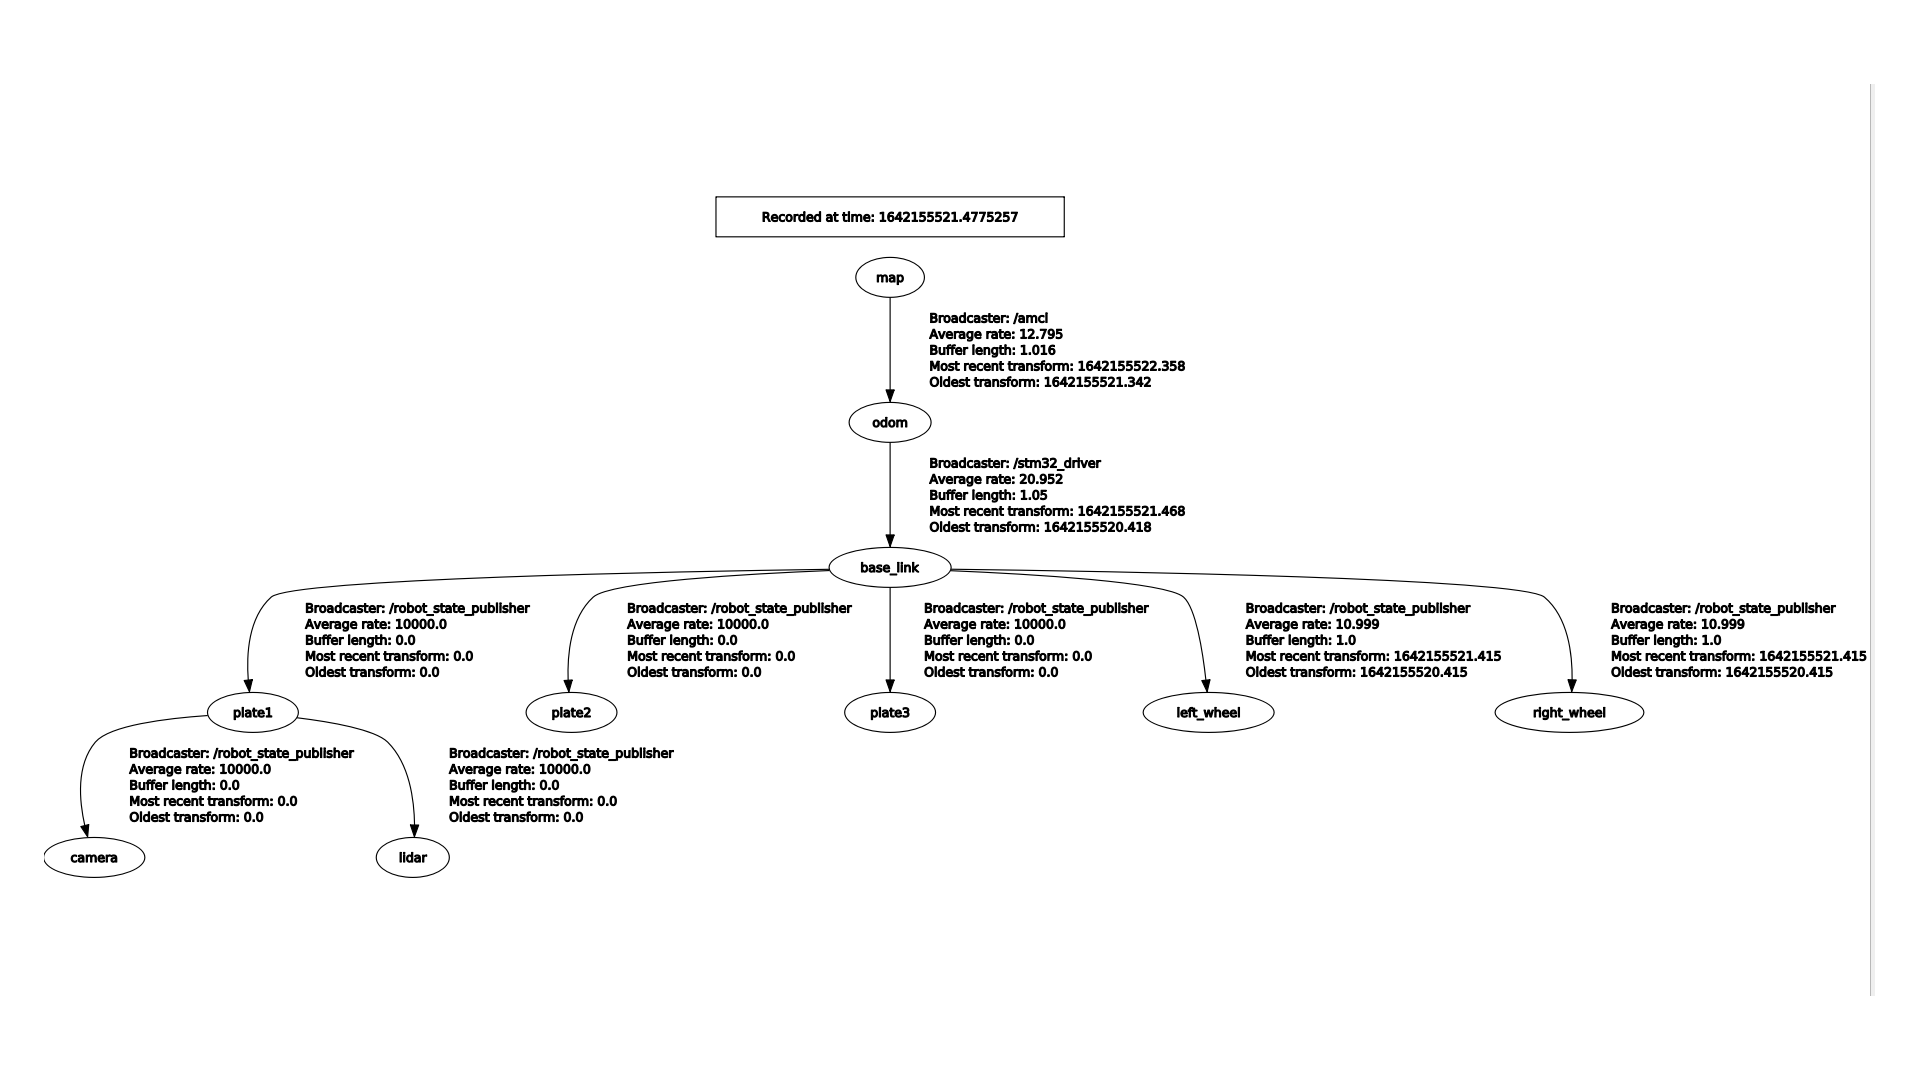 Recorded at time: 1642155521.4775257
map
Broadcaster: /amcl
Average rate: 12.795
Buffer length: 1.016
Most recent transform: 1642155522.358
Oldest transform: 1642155521.342
odom
Broadcaster: /stm32_driver
Average rate: 20.952
Buffer length: 1.05
Most recent transform: 1642155521.468
Oldest transform: 1642155520.418
base_link
Broadcaster: /robot_state_publisher
Average rate: 10000.0
Buffer length: 0.0
Most recent transform: 0.0
Oldest transform: 0.0
Broadcaster: /robot_state_publisher
Average rate: 10000.0
Buffer length: 0.0
Most recent transform: 0.0
Oldest transform: 0.0
Broadcaster: /robot_state_publisher
Average rate: 10000.0
Buffer length: 0.0
Most recent transform: 0.0
Oldest transform: 0.0
Broadcaster: /robot_state_publisher
Average rate: 10.999
Buffer length: 1.0
Most recent transform: 1642155521.415
Oldest transform: 1642155520.415
Broadcaster: /robot_state_publisher
Average rate: 10.999
Buffer length: 1.0
Most recent transform: 1642155521.415
Oldest transform: 1642155520.415
plate1
plate2
plate3
left_wheel
right_wheel
Broadcaster: /robot_state_publisher
Average rate: 10000.0
Buffer length: 0.0
Most recent transform: 0.0
Oldest transform: 0.0
Broadcaster: /robot_state_publisher
Average rate: 10000.0
Buffer length: 0.0
Most recent transform: 0.0
Oldest transform: 0.0
camera
lidar